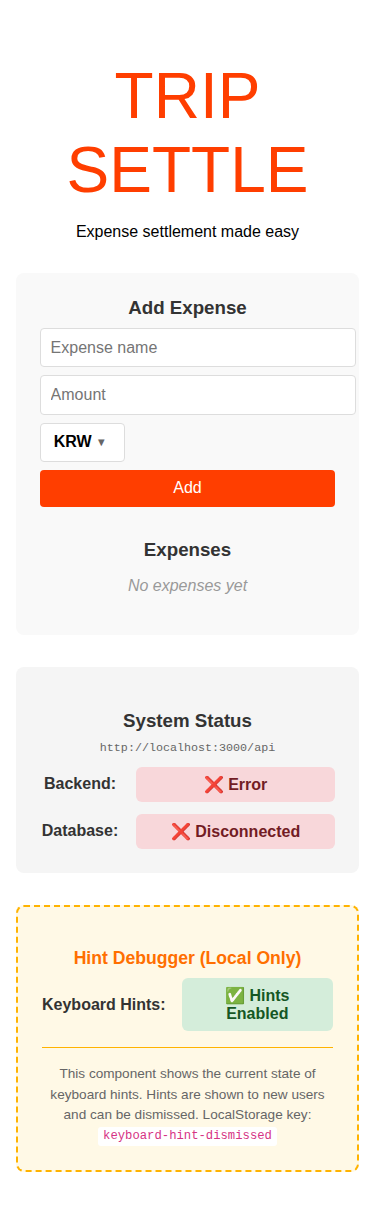 TRIP
SETTLE
Expense settlement made easy
Add Expense
Expense name
Amount
KRW ▼
Add
Expenses
No expenses yet
System Status
http://localhost:3000/api
Backend: ❌ Error
Database: ❌ Disconnected
Hint Debugger (Local Only)
Keyboard Hints: ✅ Hints
Enabled
This component shows the current state of
keyboard hints. Hints are shown to new users
and can be dismissed. LocalStorage key:
keyboard-hint-dismissed